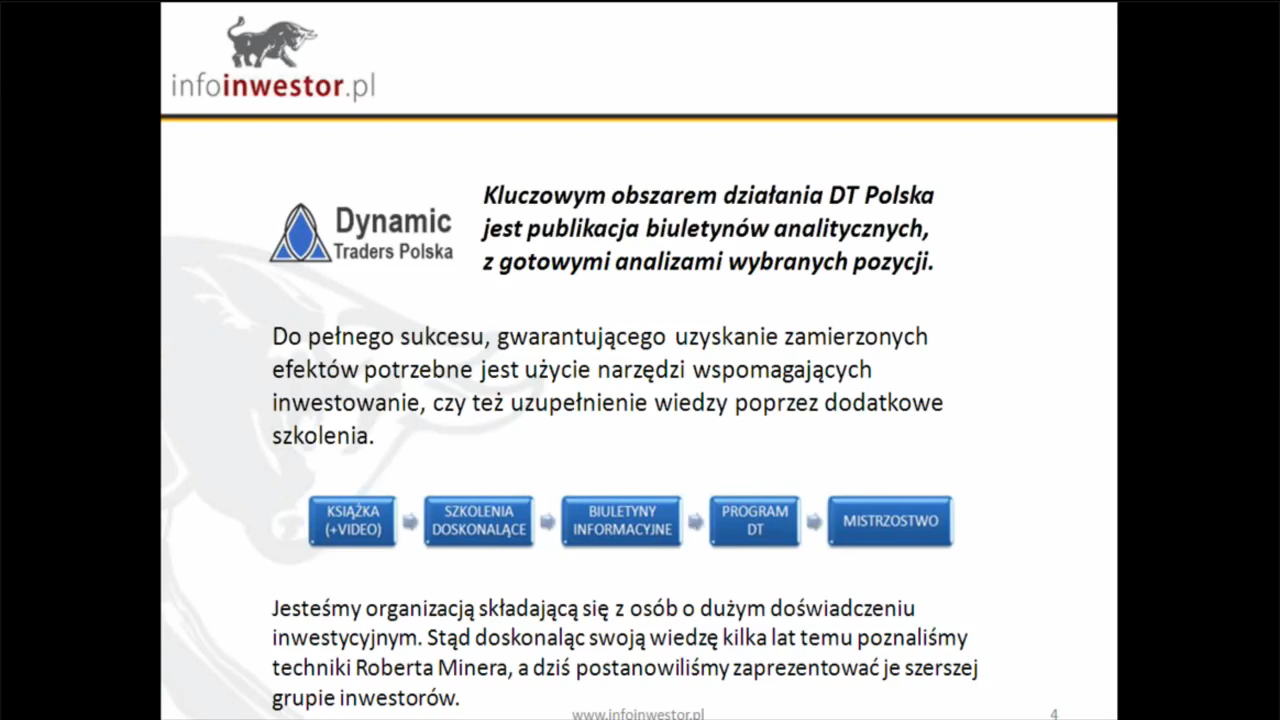 infoinwestor.pl
Dynamic
Traders Polska
Kluczowym obszarem działania DT Polska
jest publikacja biuletynów analitycznych,
z gotowymi analizami wybranych pozycji.
Do pełnego sukcesu, gwarantującego uzyskanie zamierzonych
efektów potrzebne jest użycie narzędzi wspomagających
inwestowanie, czy też uzupełnienie wiedzy poprzez dodatkowe
szkolenia.
KSIĄŻKA
(+VIDEO)
SZKOLENIA
DOSKONALĄCE
BIULETYNY
INFORMACYJNE
PROGRAM
DT
MISTRZOSTWO
Jesteśmy organizacją składającą się z osób o dużym doświadczeniu
inwestycyjnym. Stąd doskonaląc swoją wiedzę kilka lat temu poznaliśmy
techniki Roberta Minera, a dziś postanowiliśmy zaprezentować je szerszej
grupie inwestorów.
www.infoinwestor.pl
4